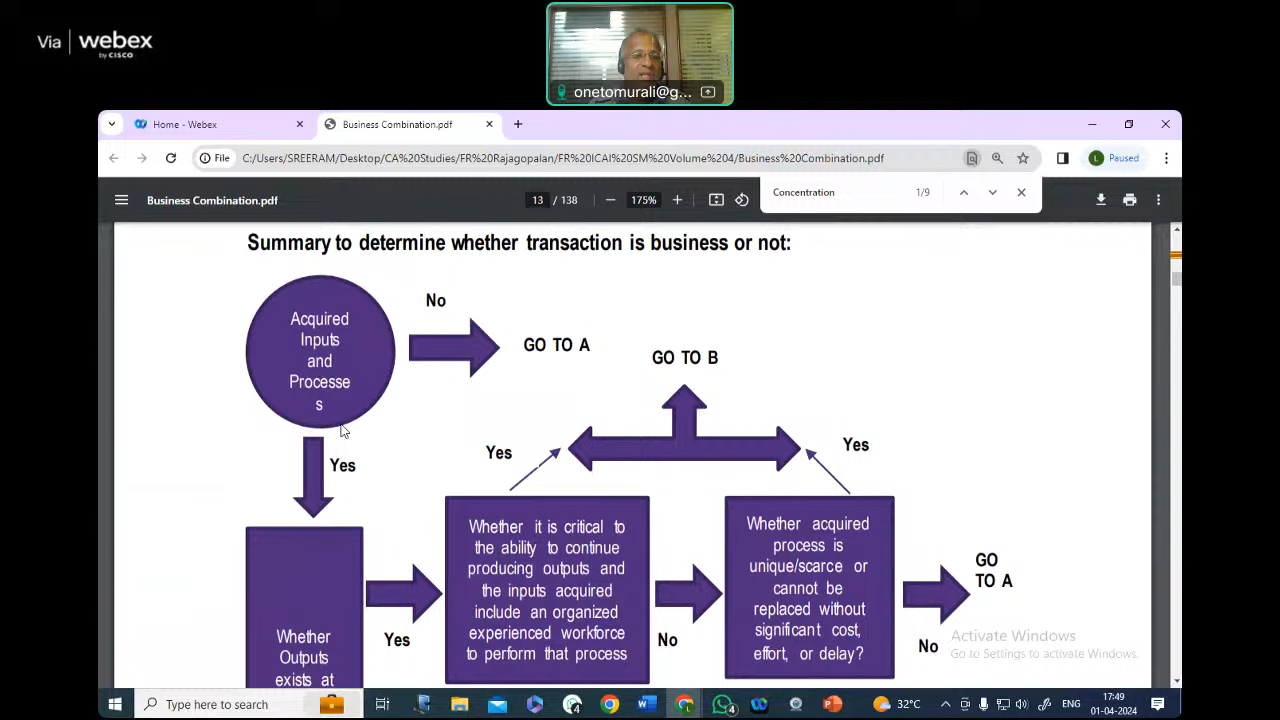 Via webex
by CISCO
onetomurali@g...
Home - Webex
Business Combination.pdf
File
C:/Users/SREERAM/Desktop/CA%20Studies/FR%20Rajagopalan/FR%20ICAI%20SM%20Volume%204/Business%20Combination.pdf
L Paused
Business Combination.pdf
13 / 138
175%
Concentration
1/9
Summary to determine whether transaction is business or not:
Acquired
Inputs
and
Processe
s
No
GO TO A
GO TO B
Yes
Yes
Yes
Whether
Outputs
exists at
Yes
Whether it is critical to
the ability to continue
producing outputs and
the inputs acquired
include an organized
experienced workforce
to perform that process
No
Whether acquired
process is
unique/scarce or
cannot be
replaced without
significant cost,
effort, or delay?
GO
TO A
No
Activate Windows
Go to Settings to activate Windows.
Type here to search
4
4
32°C
ENG
17:49
01-04-2024